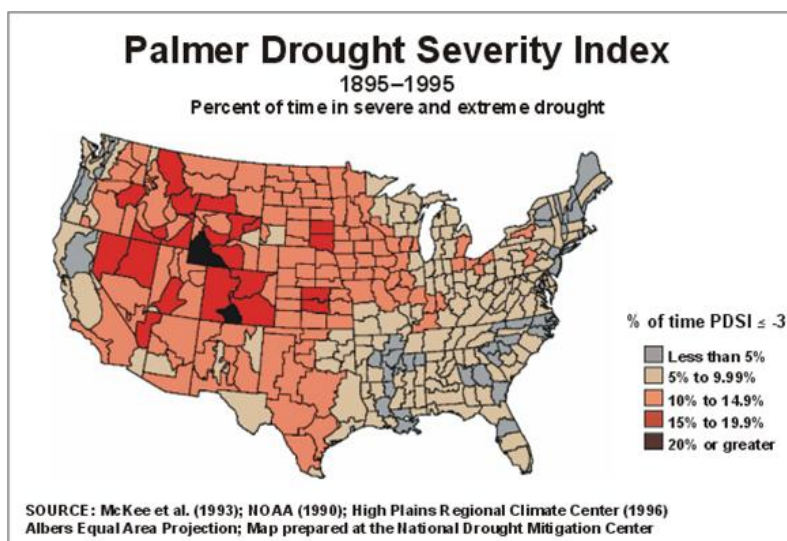 Palmer Drought Severity Index
1895–1995
Percent of time in severe and extreme drought
% of time PDSI ≤ -3
Less than 5%
5% to 9.99%
10% to 14.9%
15% to 19.9%
20% or greater
SOURCE: McKee et al. (1993); NOAA (1990); High Plains Regional Climate Center (1996)
Albers Equal Area Projection; Map prepared at the National Drought Mitigation Center